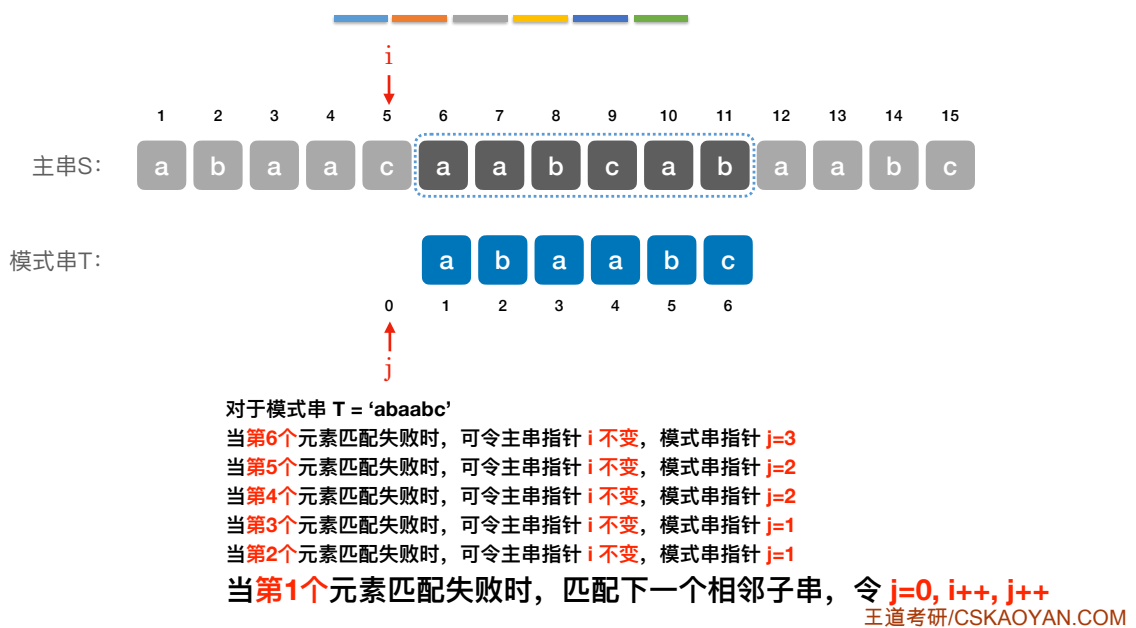 i
1 2 3 4 5 6 7 8 9 10 11 12 13 14 15
主串S： a b a a c a a b c a b a a b c
模式串T： a b a a b c
0 1 2 3 4 5 6
j
对于模式串 T = ‘abaabc’
当第6个元素匹配失败时，可令主串指针 i 不变，模式串指针 j=3
当第5个元素匹配失败时，可令主串指针 i 不变，模式串指针 j=2
当第4个元素匹配失败时，可令主串指针 i 不变，模式串指针 j=2
当第3个元素匹配失败时，可令主串指针 i 不变，模式串指针 j=1
当第2个元素匹配失败时，可令主串指针 i 不变，模式串指针 j=1
当第1个元素匹配失败时，匹配下一个相邻子串，令 j=0, i++, j++
王道考研/CSKAOYAN.COM